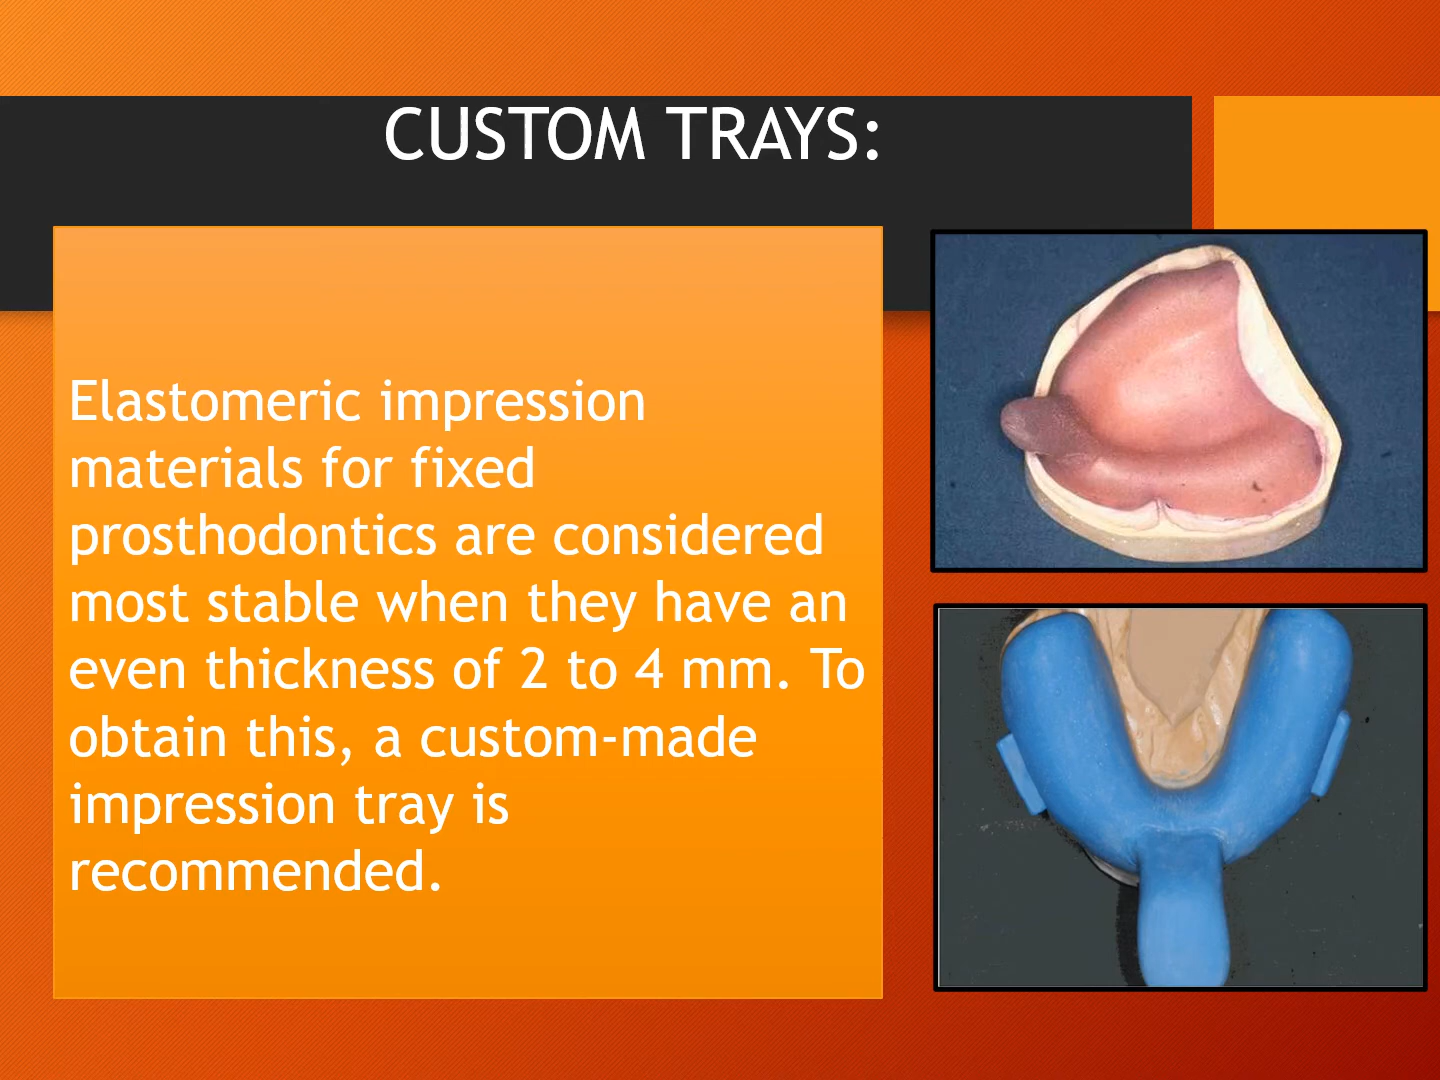 CUSTOM TRAYS:
Elastomeric impression
materials for fixed
prosthodontics are considered
most stable when they have an
even thickness of 2 to 4 mm. To
obtain this, a custom-made
impression tray is
recommended.